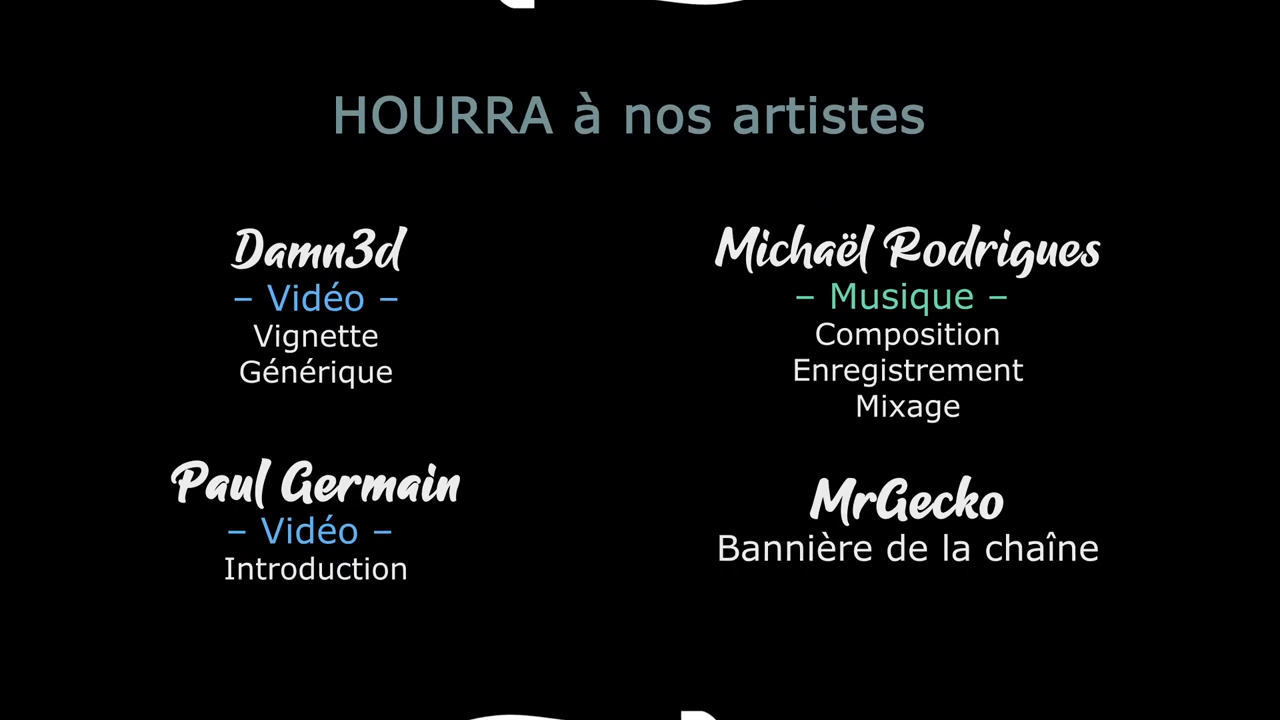 HOURRA à nos artistes
Damn3d
– Vidéo –
Vignette
Générique
Michaël Rodrigues
– Musique –
Composition
Enregistrement
Mixage
Paul Germain
– Vidéo –
Introduction
MrGecko
Bannière de la chaîne